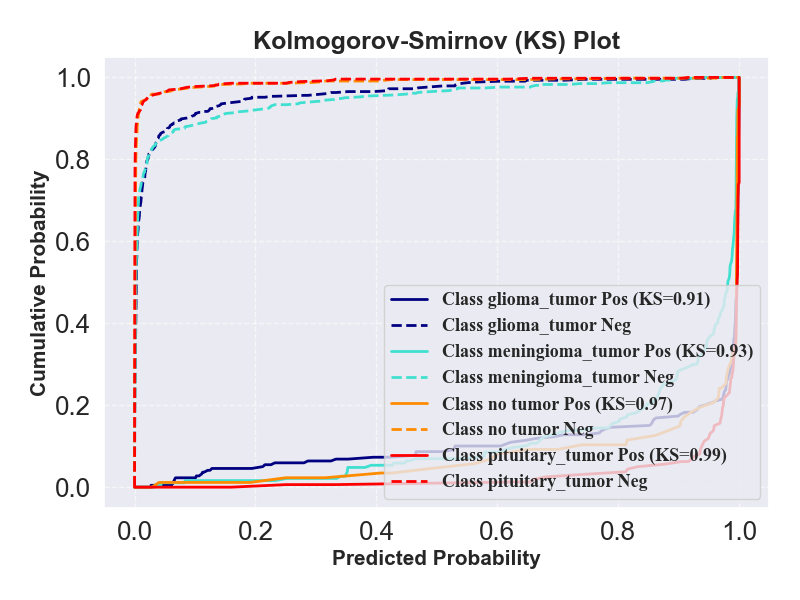 Kolmogorov-Smirnov (KS) Plot
Cumulative Probability
1.0
0.8
0.6
0.4
0.2
0.0
Class glioma_tumor Pos (KS=0.91)
Class glioma_tumor Neg
Class meningioma_tumor Pos (KS=0.93)
Class meningioma_tumor Neg
Class no tumor Pos (KS=0.97)
Class no tumor Neg
Class pituitary_tumor Pos (KS=0.99)
Class pituitary_tumor Neg
0.0 0.2 0.4 0.6 0.8 1.0
Predicted Probability